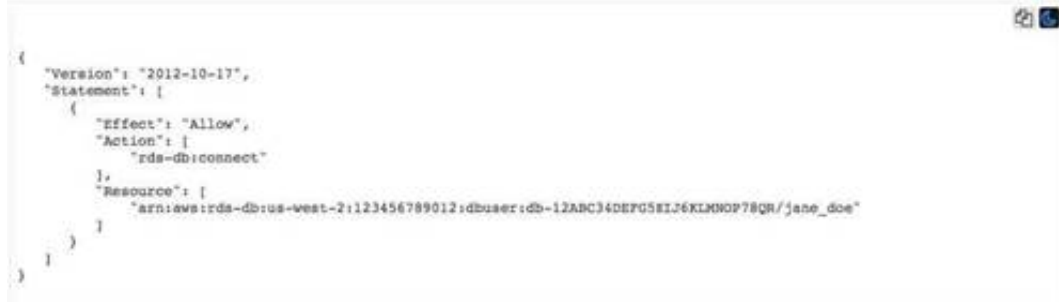 {
"Version": "2012-10-17",
"Statement": [
{
"Effect": "Allow",
"Action": [
"rds-db:connect"
],
"Resource": [
"arn:aws:rds-db:us-west-2:123456789012:dbuser:db-12ABC34DEFG5HIJ6KLMNOP78QR/jane_doe"
]
}
]
}